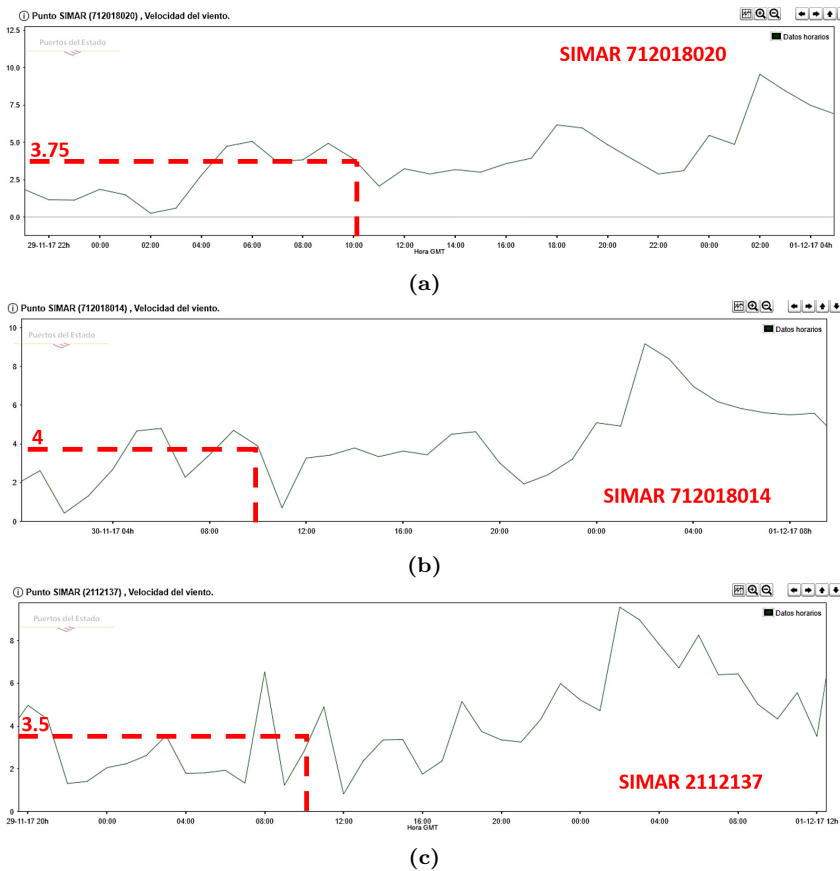 ⓘ Punto SIMAR (712018020) , Velocidad del viento.
Puertos del Estado
Datos horarios
SIMAR 712018020
12.5
10.0
7.5
5.0
3.75
2.5
0.0
29-11-17 22h 00:00 02:00 04:00 06:00 08:00 10:00 12:00 14:00 16:00 18:00 20:00 22:00 00:00 02:00 01-12-17 04h
Hora GMT
(a)
ⓘ Punto SIMAR (712018014) , Velocidad del viento.
Puertos del Estado
Datos horarios
10
8
6
4
4
2
SIMAR 712018014
0
30-11-17 04h 08:00 12:00 16:00 20:00 00:00 04:00 01-12-17 08h
(b)
ⓘ Punto SIMAR (2112137) , Velocidad del viento.
Puertos del Estado
Datos horarios
8
6
4
3.5
2
SIMAR 2112137
0
29-11-17 20h 00:00 04:00 08:00 12:00 16:00 20:00 00:00 04:00 08:00 01-12-17 12h
Hora GMT
(c)